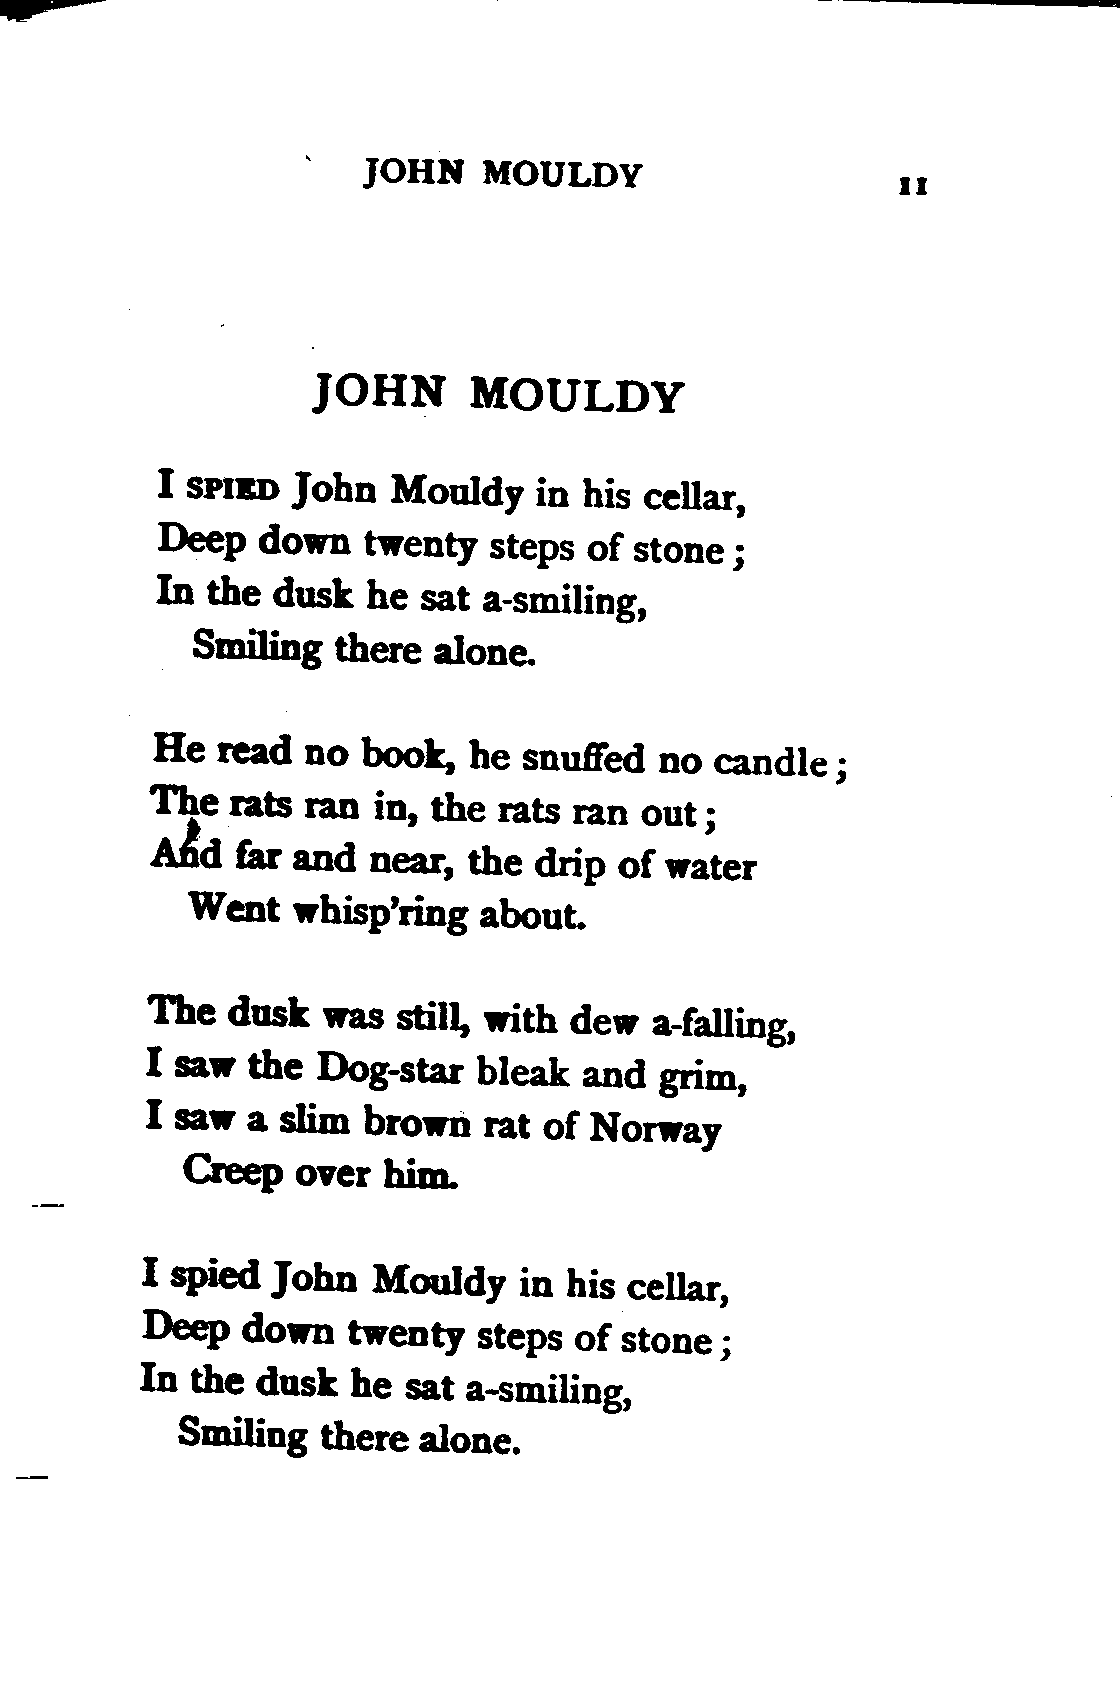 JOHN MOULDY 11
JOHN MOULDY
I SPIED John Mouldy in his cellar,
Deep down twenty steps of stone ;
In the dusk he sat a-smiling,
Smiling there alone.
He read no book, he snuffed no candle ;
The rats ran in, the rats ran out ;
And far and near, the drip of water
Went whisp'ring about.
The dusk was still, with dew a-falling,
I saw the Dog-star bleak and grim,
I saw a slim brown rat of Norway
Creep over him.
I spied John Mouldy in his cellar,
Deep down twenty steps of stone ;
In the dusk he sat a-smiling,
Smiling there alone.